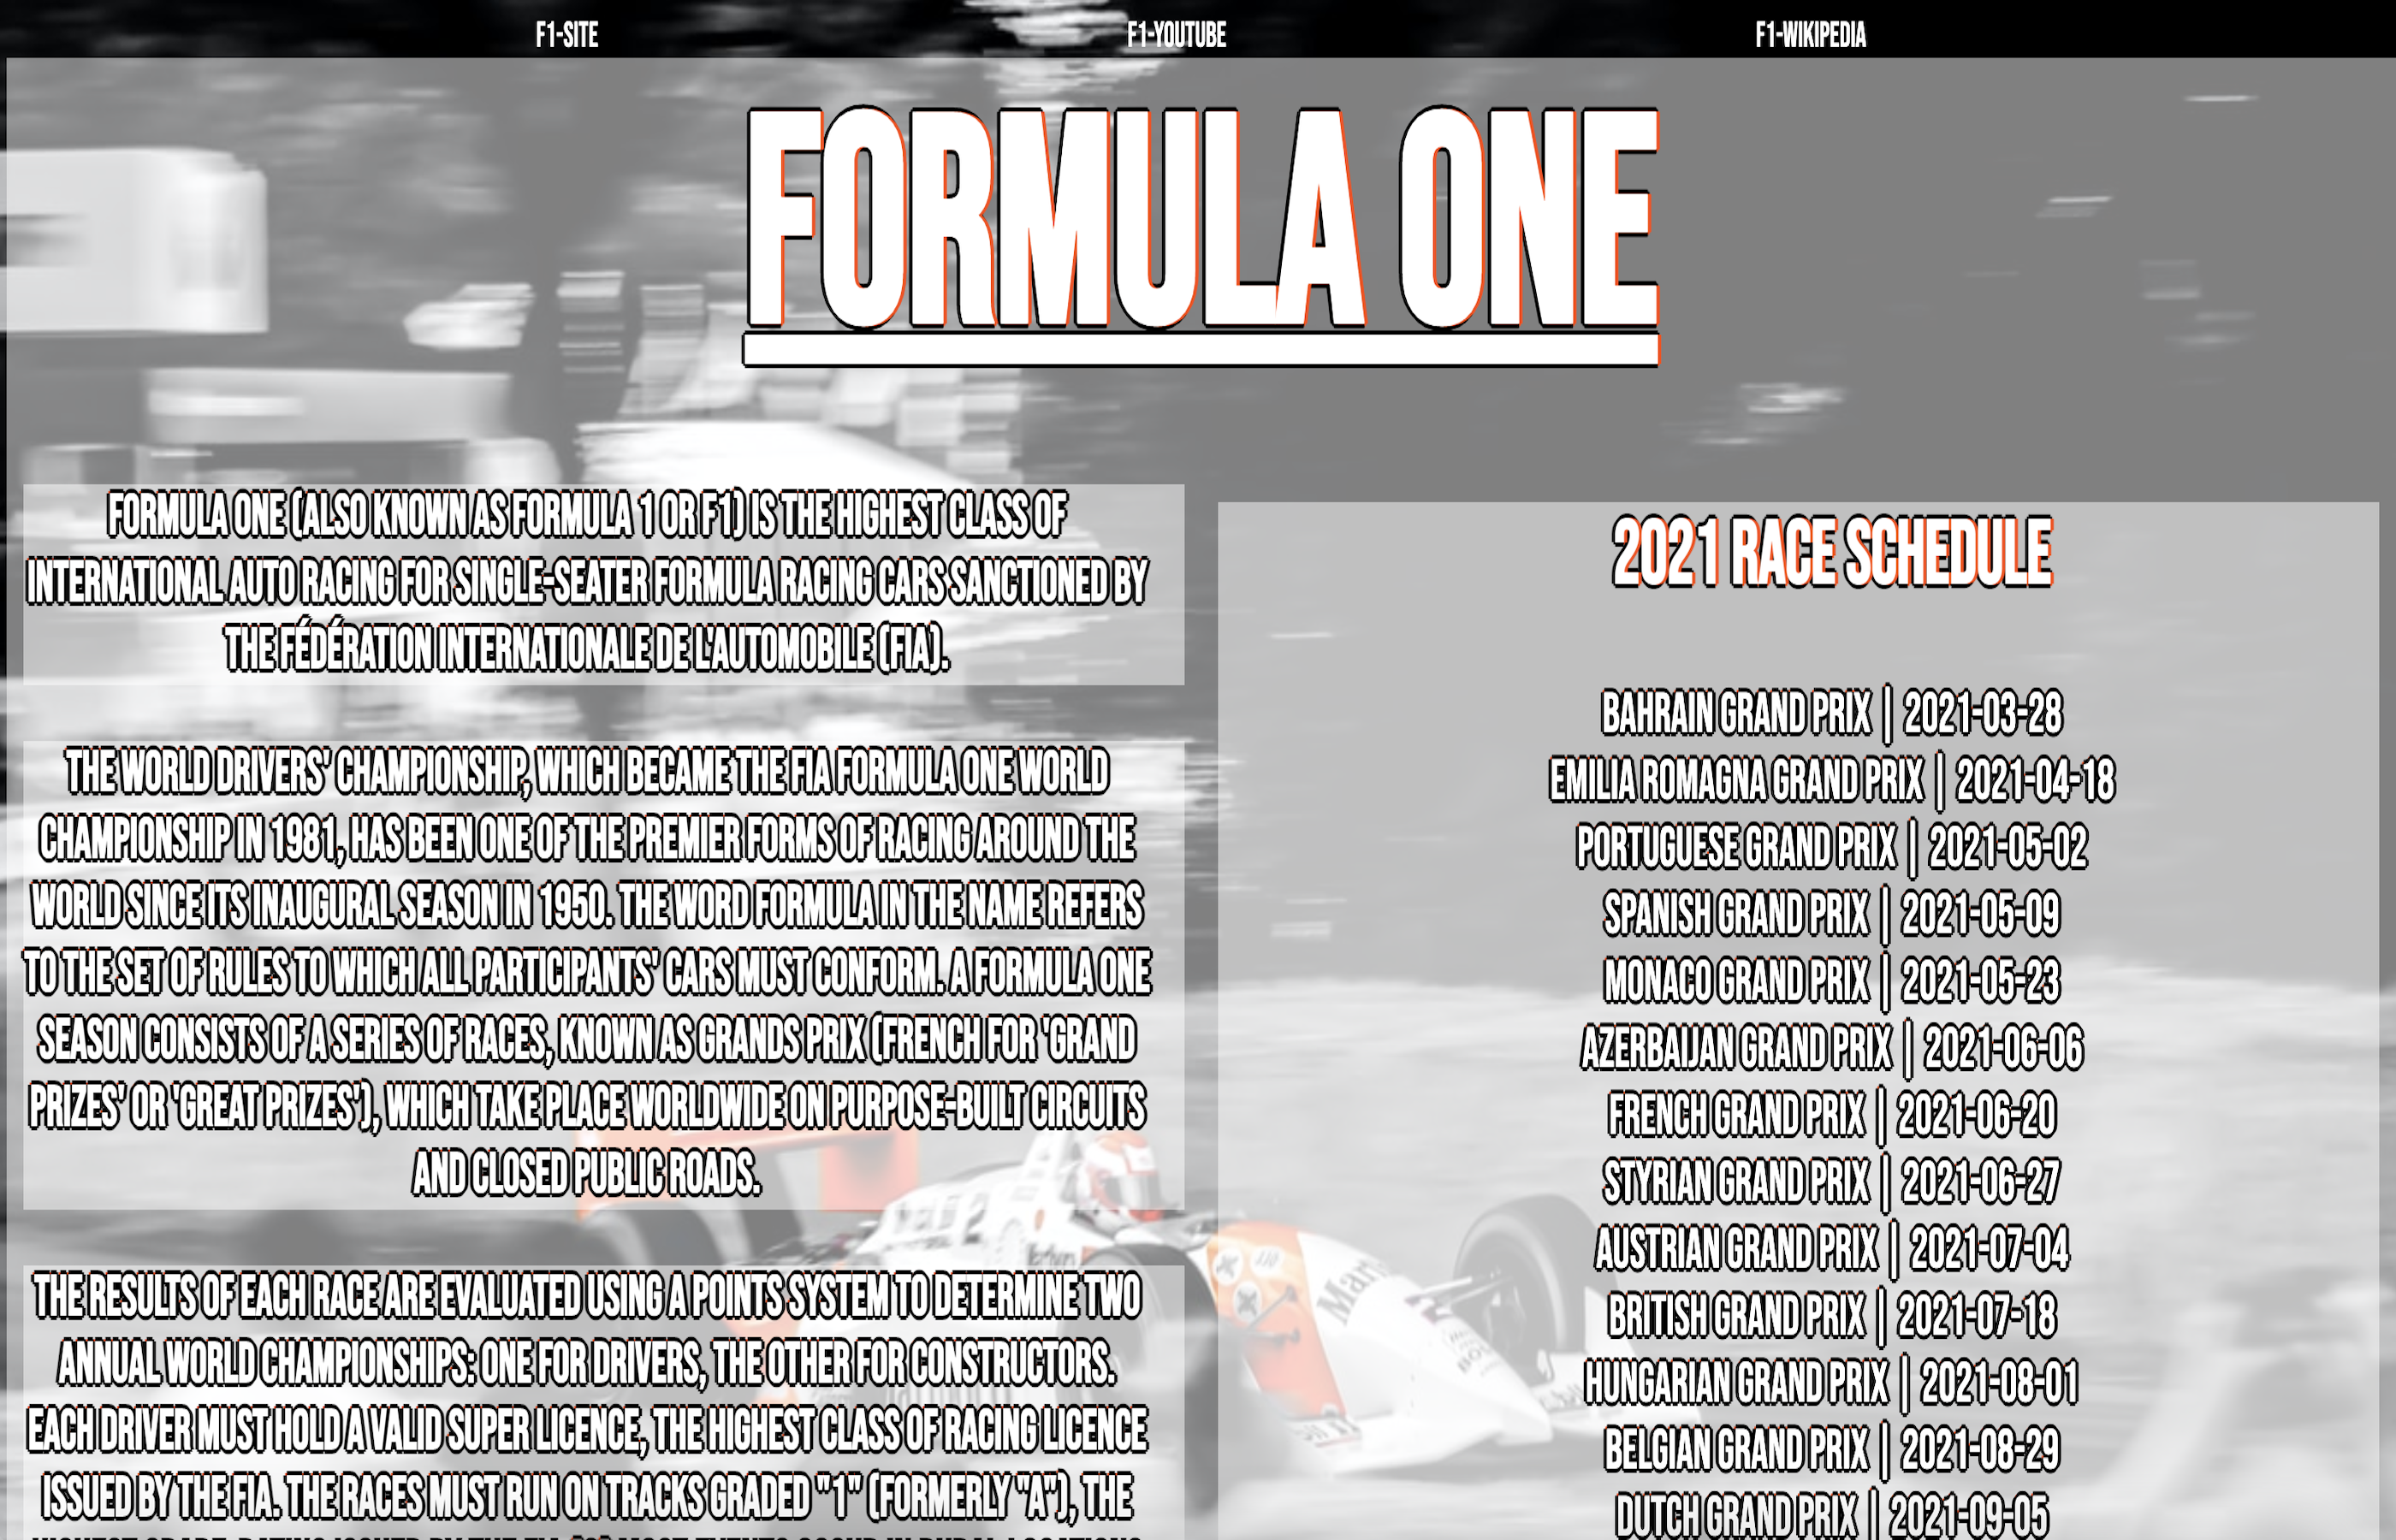 F1-SITE
F1-YOUTUBE
F1-WIKIPEDIA
FORMULA ONE
FORMULA ONE (ALSO KNOWN AS FORMULA 1 OR F1) IS THE HIGHEST CLASS OF
INTERNATIONAL AUTO RACING FOR SINGLE-SEATER FORMULA RACING CARS SANCTIONED BY
THE FÉDÉRATION INTERNATIONALE DE L'AUTOMOBILE (FIA).
THE WORLD DRIVERS' CHAMPIONSHIP, WHICH BECAME THE FIA FORMULA ONE WORLD
CHAMPIONSHIP IN 1981, HAS BEEN ONE OF THE PREMIER FORMS OF RACING AROUND THE
WORLD SINCE ITS INAUGURAL SEASON IN 1950. THE WORD FORMULA IN THE NAME REFERS
TO THE SET OF RULES TO WHICH ALL PARTICIPANTS' CARS MUST CONFORM. A FORMULA ONE
SEASON CONSISTS OF A SERIES OF RACES, KNOWN AS GRANDS PRIX (FRENCH FOR 'GRAND
PRIZES' OR 'GREAT PRIZES'), WHICH TAKE PLACE WORLDWIDE ON PURPOSE-BUILT CIRCUITS
AND CLOSED PUBLIC ROADS.
THE RESULTS OF EACH RACE ARE EVALUATED USING A POINTS SYSTEM TO DETERMINE TWO
ANNUAL WORLD CHAMPIONSHIPS: ONE FOR DRIVERS, THE OTHER FOR CONSTRUCTORS.
EACH DRIVER MUST HOLD A VALID SUPER LICENCE, THE HIGHEST CLASS OF RACING LICENCE
ISSUED BY THE FIA. THE RACES MUST RUN ON TRACKS GRADED "1" (FORMERLY "A"), THE
2021 RACE SCHEDULE
BAHRAIN GRAND PRIX | 2021-03-28
EMILIA ROMAGNA GRAND PRIX | 2021-04-18
PORTUGUESE GRAND PRIX | 2021-05-02
SPANISH GRAND PRIX | 2021-05-09
MONACO GRAND PRIX | 2021-05-23
AZERBAIJAN GRAND PRIX | 2021-06-06
FRENCH GRAND PRIX | 2021-06-20
STYRIAN GRAND PRIX | 2021-06-27
AUSTRIAN GRAND PRIX | 2021-07-04
BRITISH GRAND PRIX | 2021-07-18
HUNGARIAN GRAND PRIX | 2021-08-01
BELGIAN GRAND PRIX | 2021-08-29
DUTCH GRAND PRIX | 2021-09-05